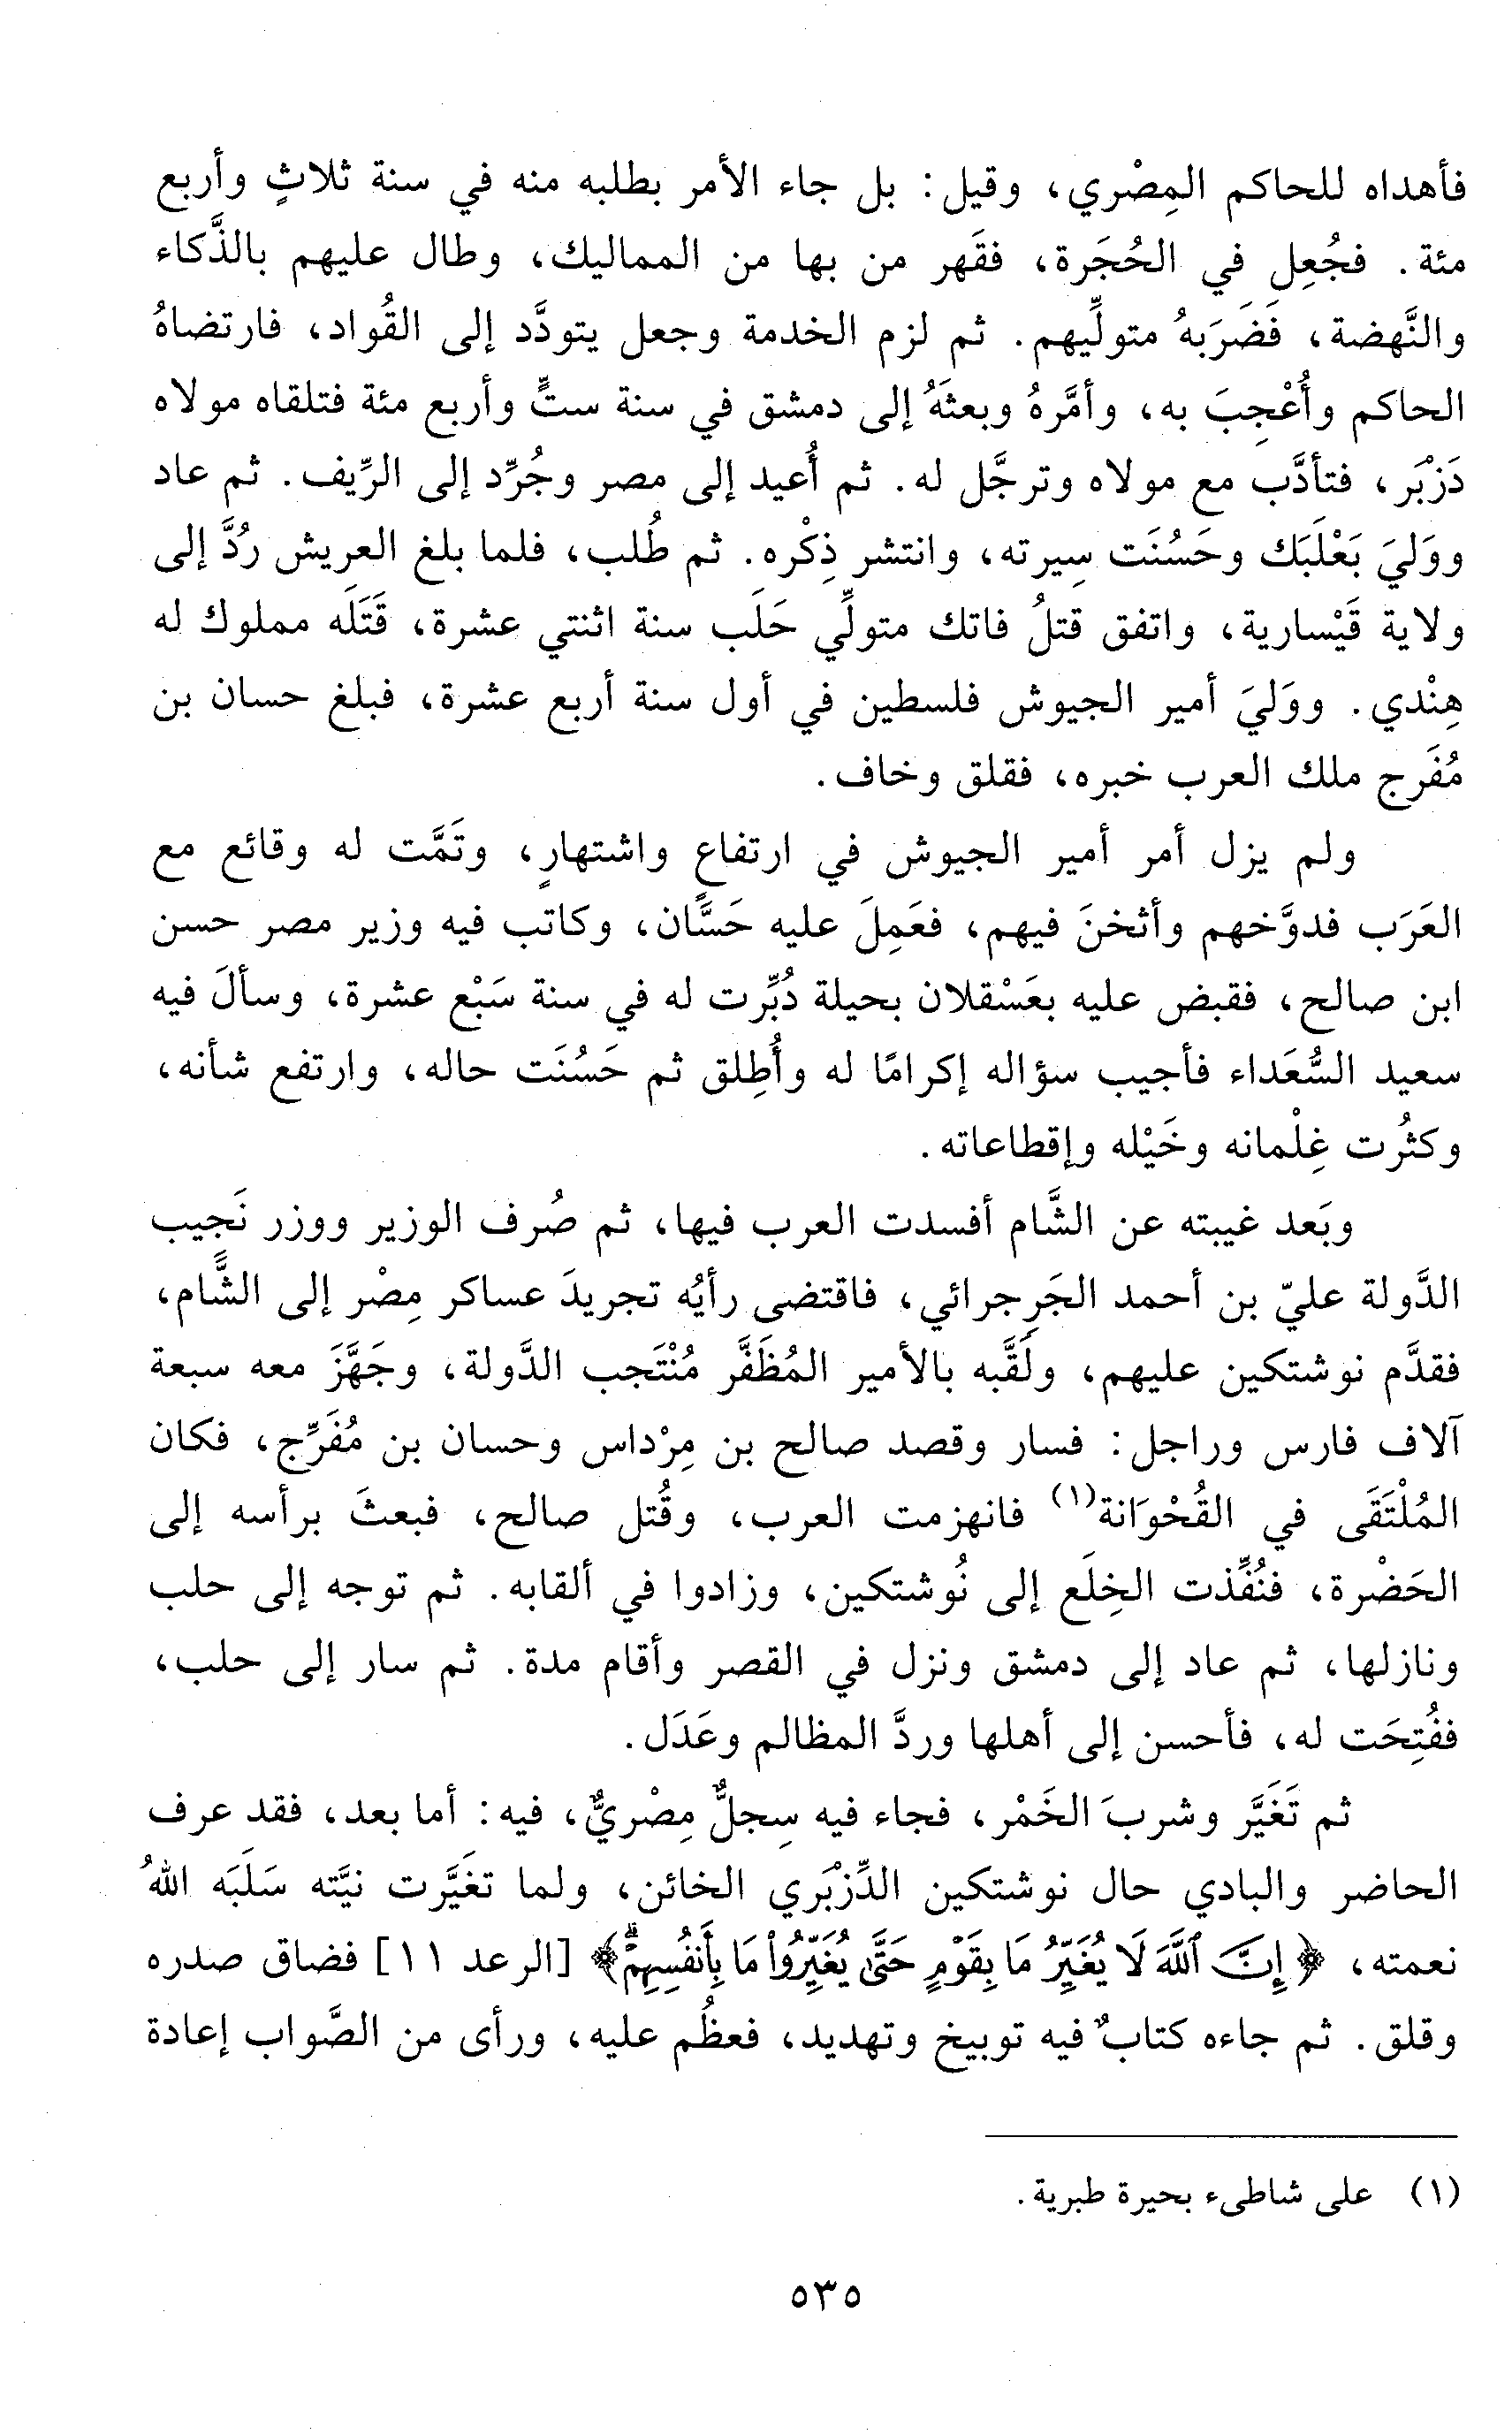 فأهداه للحاكم المِصْري، وقيل: بل جاء الأمر بطلبه منه في سنة ثلاثٍ وأربع
مئة. فجُعِل في الحُجَرة، فقَهر من بها من المماليك، وطال عليهم بالذَّكاء
والنَّهضة، فَضَرَبهُ متولِّيهم. ثم لزم الخدمة وجعل يتودَّد إلى القُواد، فارتضاهُ
الحاكم وأُعْجِبَ به، وأمَّرهُ وبعثَهُ إلى دمشق في سنة ستٍّ وأربع مئة فتلقاه مولاه
دَزْبَر، فتأدَّب مع مولاه وترجَّل له. ثم أُعيد إلى مصر وجُرِّد إلى الرِّيف. ثم عاد
ووَليَ بَعْلَبَك وحَسُنَت سِيرته، وانتشر ذِكْره. ثم طُلب، فلما بلغ العريش رُدَّ إلى
ولاية قَيْسارية، واتفق قتلُ فاتك متولِّي حَلَب سنة اثنتي عشرة، قَتَلَه مملوك له
هِنْدي. ووَليَ أمير الجيوش فلسطين في أول سنة أربع عشرة، فبلغ حسان بن
مُفَرج ملك العرب خبره، فقلق وخاف.
ولم يزل أمر أمير الجيوش في ارتفاعٍ واشتهارٍ، وتَمَّت له وقائع مع
العَرَب فدوَّخهم وأثخنَ فيهم، فعَمِلَ عليه حَسَّان، وكاتب فيه وزير مصر حسن
ابن صالح، فقبض عليه بعَسْقلان بحيلة دُبِّرت له في سنة سَبْع عشرة، وسألَ فيه
سعيد السُّعَداء فأجيب سؤاله إكرامًا له وأُطِلق ثم حَسُنَت حاله، وارتفع شأنه،
وكثُرت غِلْمانه وخَيْله وإقطاعاته.
وبَعد غيبته عن الشَّام أفسدت العرب فيها، ثم صُرف الوزير ووزر نَجيب
الدَّولة عليّ بن أحمد الجَرجرائي، فاقتضى رأيُه تجريدَ عساكر مِصْر إلى الشَّام،
فقدَّم نوشتكين عليهم، ولَقَّبه بالأمير المُظَفَّر مُنْتَجب الدَّولة، وجَهَّزَ معه سبعة
آلاف فارس وراجل: فسار وقصد صالح بن مِرْداس وحسان بن مُفَرِّج، فكان
المُلْتَقَى في القُحْوَانة(١) فانهزمت العرب، وقُتل صالح، فبعثَ برأسه إلى
الحَضْرة، فنُفِّذت الخِلَع إلى نُوشتكين، وزادوا في ألقابه. ثم توجه إلى حلب
ونازلها، ثم عاد إلى دمشق ونزل في القصر وأقام مدة. ثم سار إلى حلب،
ففُتِحَت له، فأحسن إلى أهلها وردَّ المظالم وعَدَل.
ثم تَغَيَّر وشربَ الخَمْر، فجاء فيه سِجلٌّ مِصْريٌّ، فيه: أما بعد، فقد عرف
الحاضر والبادي حال نوشتكين الدِّزْبَري الخائن، ولما تغَيَّرت نيَّته سَلَبَه اللهُ
نعمته، ﴿إِنَّ ٱللَّهَ لَا يُغَيِّرُ مَا بِقَوْمٍ حَتَّىٰ يُغَيِّرُوا۟ مَا بِأَنفُسِهِمْ﴾ [الرعد ١١] فضاق صدره
وقلق. ثم جاءه كتابٌ فيه توبيخ وتهديد، فعظُم عليه، ورأى من الصَّواب إعادة
(١) على شاطىء بحيرة طبرية.
٥٣٥